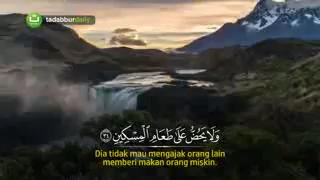 tadabburdaily
وَلَا يَحُضُّ عَلَىٰ طَعَامِ الْمِسْكِينِ ﴿٣٤﴾
Dia tidak mau mengajak orang lain
memberi makan orang miskin.